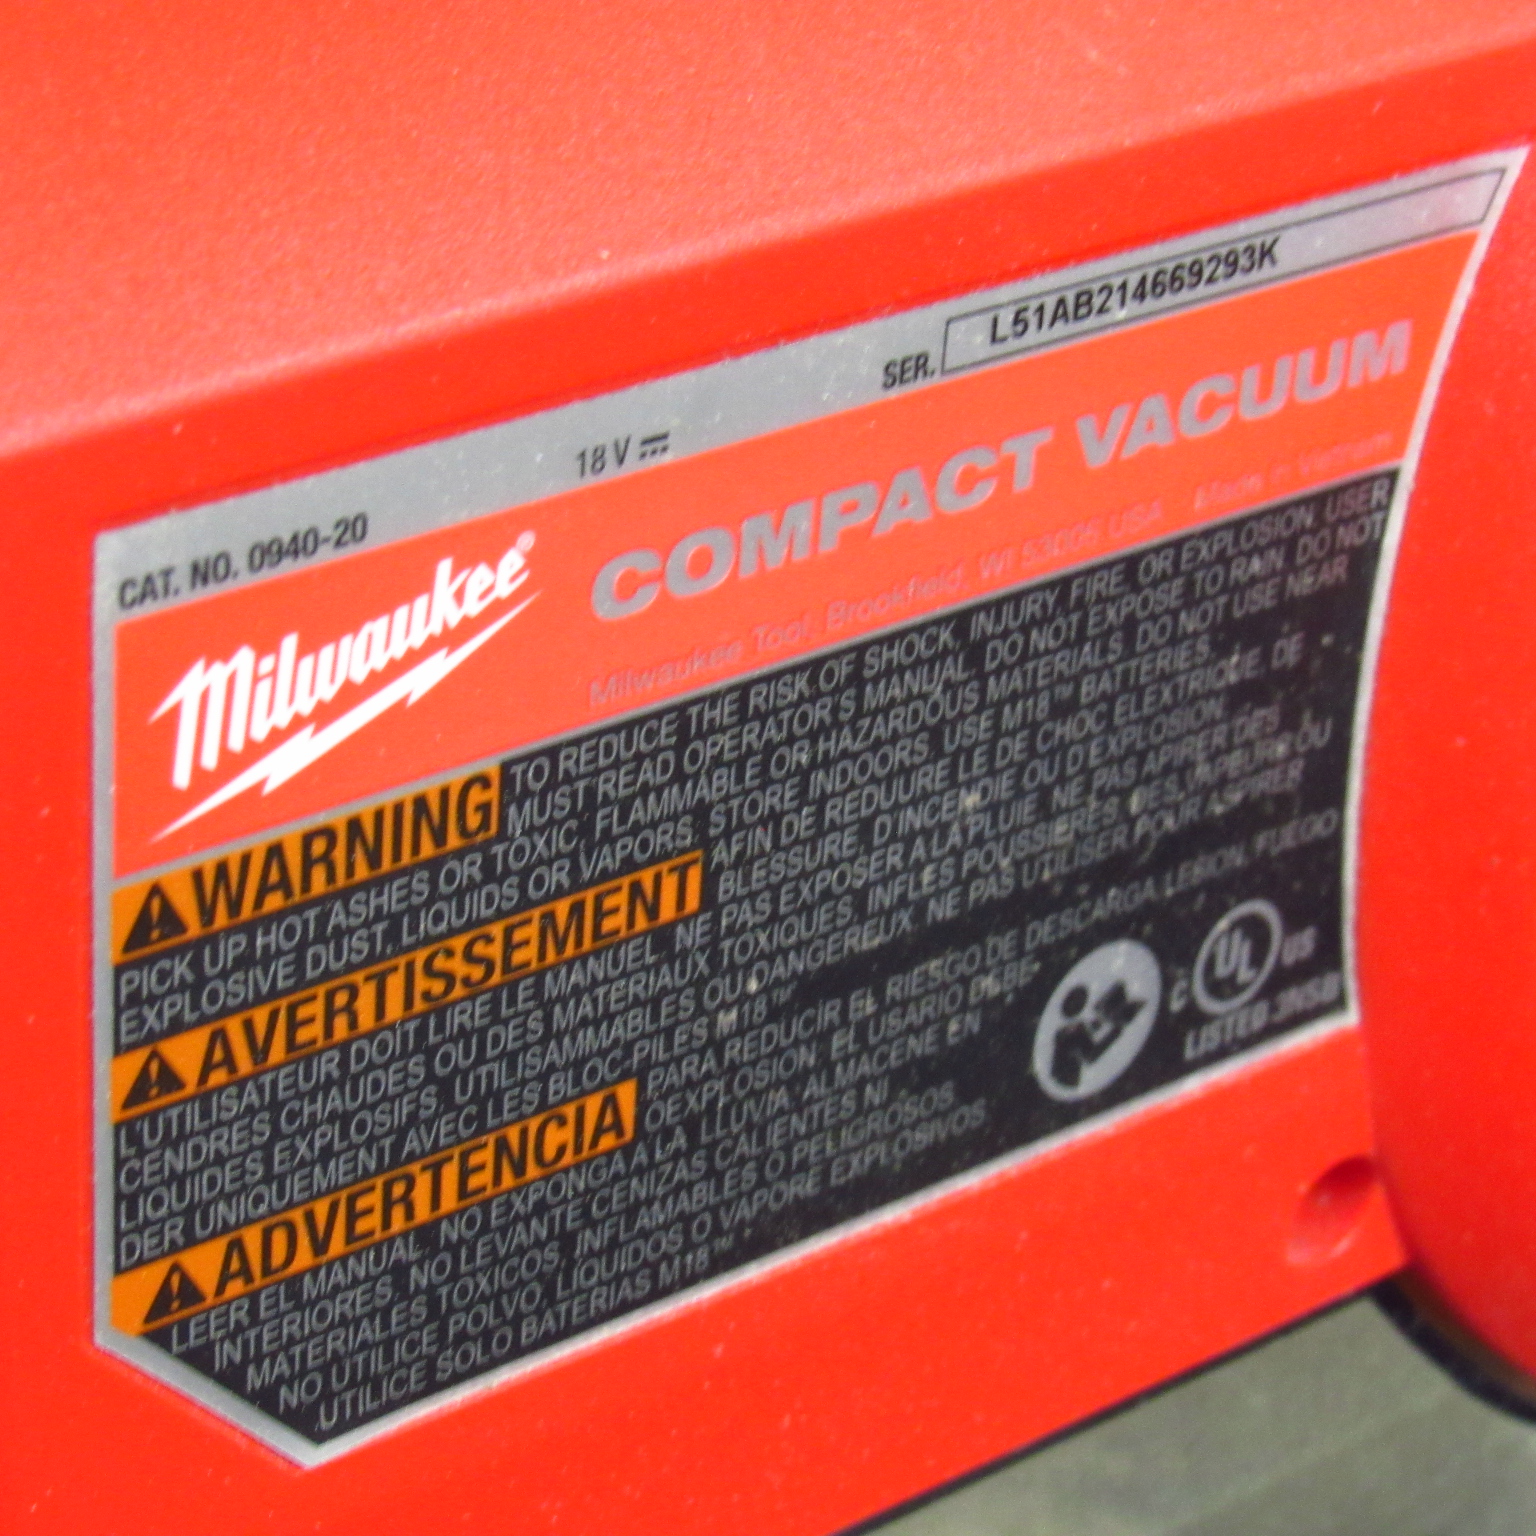 CAT. NO. 0940-20 18 V SER. L51AB214669293K
Milwaukee®
COMPACT VACUUM
Milwaukee Tool, Brookfield, WI 53005 USA Made in Vietnam
WARNING TO REDUCE THE RISK OF SHOCK, INJURY, FIRE, OR EXPLOSION, USER
MUST READ OPERATOR'S MANUAL. DO NOT EXPOSE TO RAIN. DO NOT
PICK UP HOT ASHES OR TOXIC, FLAMMABLE OR HAZARDOUS MATERIALS. DO NOT USE NEAR
EXPLOSIVE DUST, LIQUIDS OR VAPORS. STORE INDOORS. USE M18™ BATTERIES.
AVERTISSEMENT AFIN DE REDUURE LE DE CHOC ELEXTRIQUE, DE
BLESSURE, D'INCENDIE OU D'EXPLOSION,
L'UTILISATEUR DOIT LIRE LE MANUEL. NE PAS EXPOSER A LA PLUIE. NE PAS APIRER DES
CENDRES CHAUDES OU DES MATERIAUX TOXIQUES, INFLES POUSSIERES, DES VAPEURS OU
LIQUIDES EXPLOSIFS, UTILISAMMABLES OU DANGEREUX. NE PAS UTILISER POUR ASPIRER
DER UNIQUEMENT AVEC LES BLOC-PILES M18™
ADVERTENCIA PARA REDUCIR EL RIESGO DE DESCARGA, LESION, FUEGO
OEXPLOSION, EL USARIO DEBE
LEER EL MANUAL. NO EXPONGA A LA LLUVIA, ALMACENE EN
INTERIORES. NO LEVANTE CENIZAS CALIENTES NI
MATERIALES TOXICOS, INFLAMABLES O PELIGROSOS
NO UTILICE POLVO, LIQUIDOS O VAPORE EXPLOSIVOS
UTILICE SOLO BATERIAS M18™
C UL US
LISTED